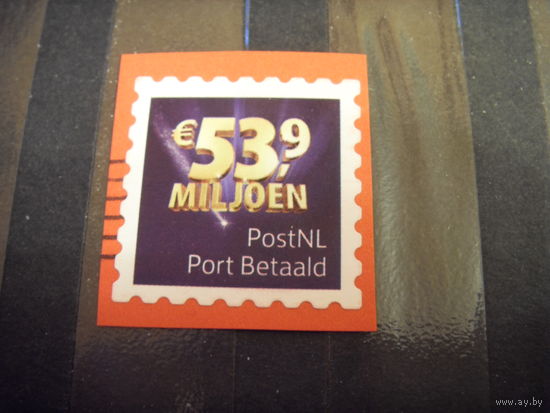 €53,9
MILJOEN
PostNL
Port Betaald
www.ay.by